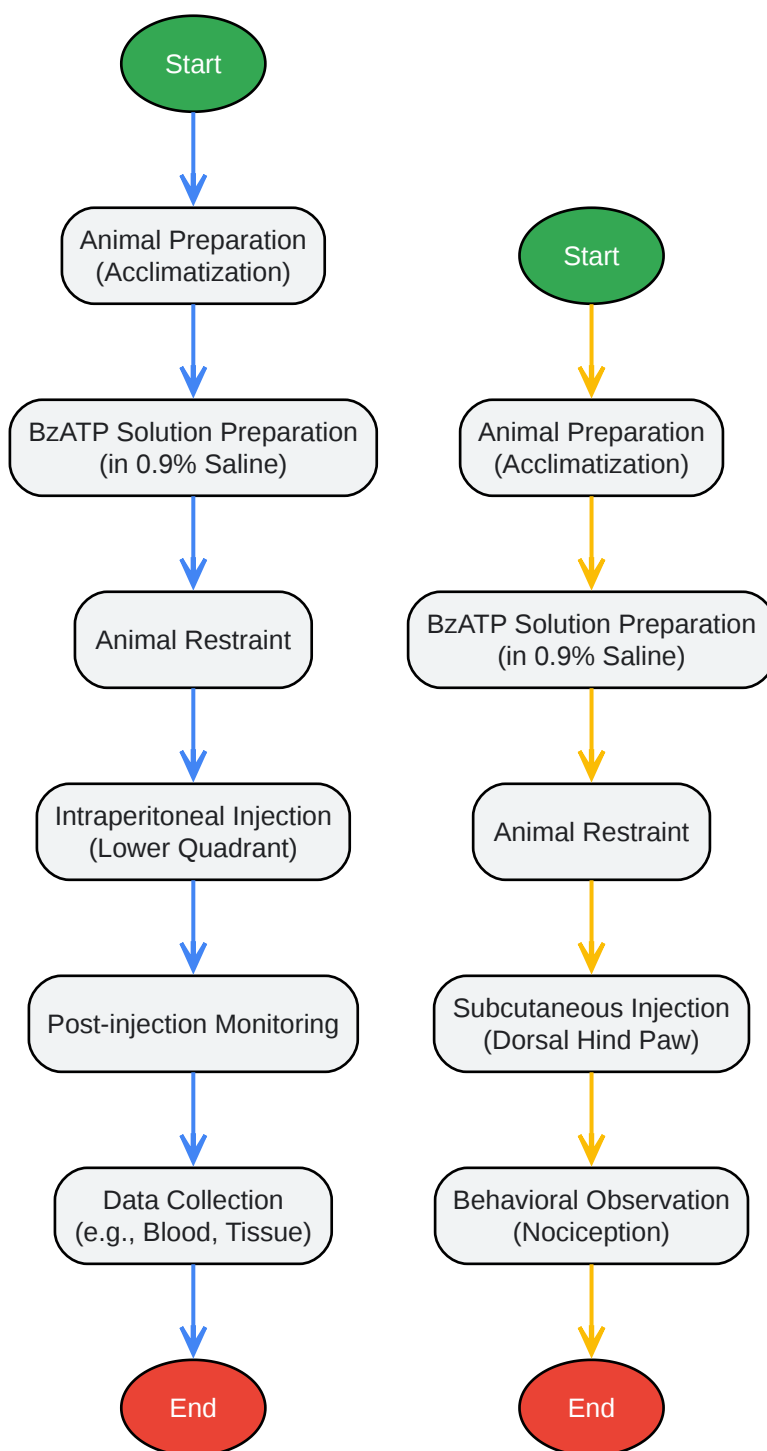 Start
Animal Preparation
(Acclimatization)
BzATP Solution Preparation
(in 0.9% Saline)
Animal Restraint
Intraperitoneal Injection
(Lower Quadrant)
Post-injection Monitoring
Data Collection
(e.g., Blood, Tissue)
End
Start
Animal Preparation
(Acclimatization)
BzATP Solution Preparation
(in 0.9% Saline)
Animal Restraint
Subcutaneous Injection
(Dorsal Hind Paw)
Behavioral Observation
(Nociception)
End